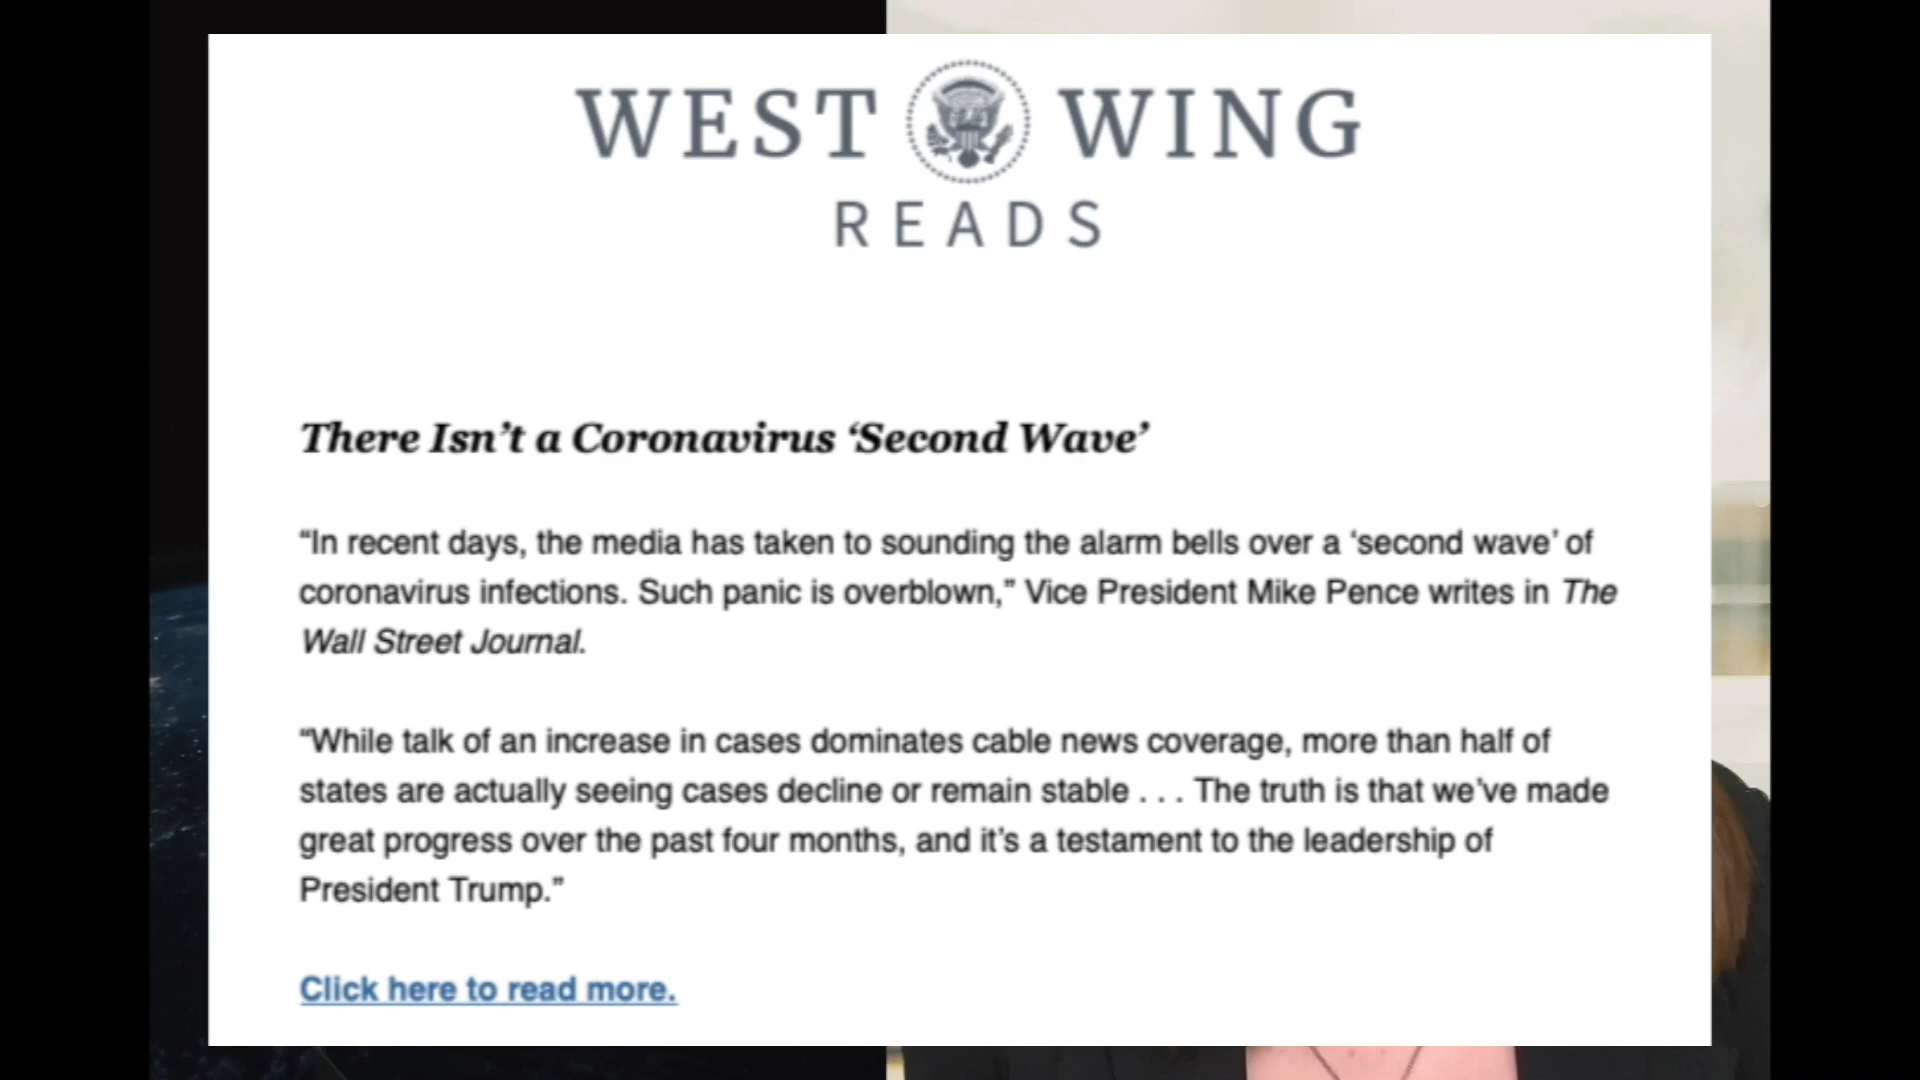 WEST WING
READS
There Isn’t a Coronavirus ‘Second Wave’
“In recent days, the media has taken to sounding the alarm bells over a ‘second wave’ of
coronavirus infections. Such panic is overblown,” Vice President Mike Pence writes in The
Wall Street Journal.
“While talk of an increase in cases dominates cable news coverage, more than half of
states are actually seeing cases decline or remain stable . . . The truth is that we’ve made
great progress over the past four months, and it’s a testament to the leadership of
President Trump.”
Click here to read more.